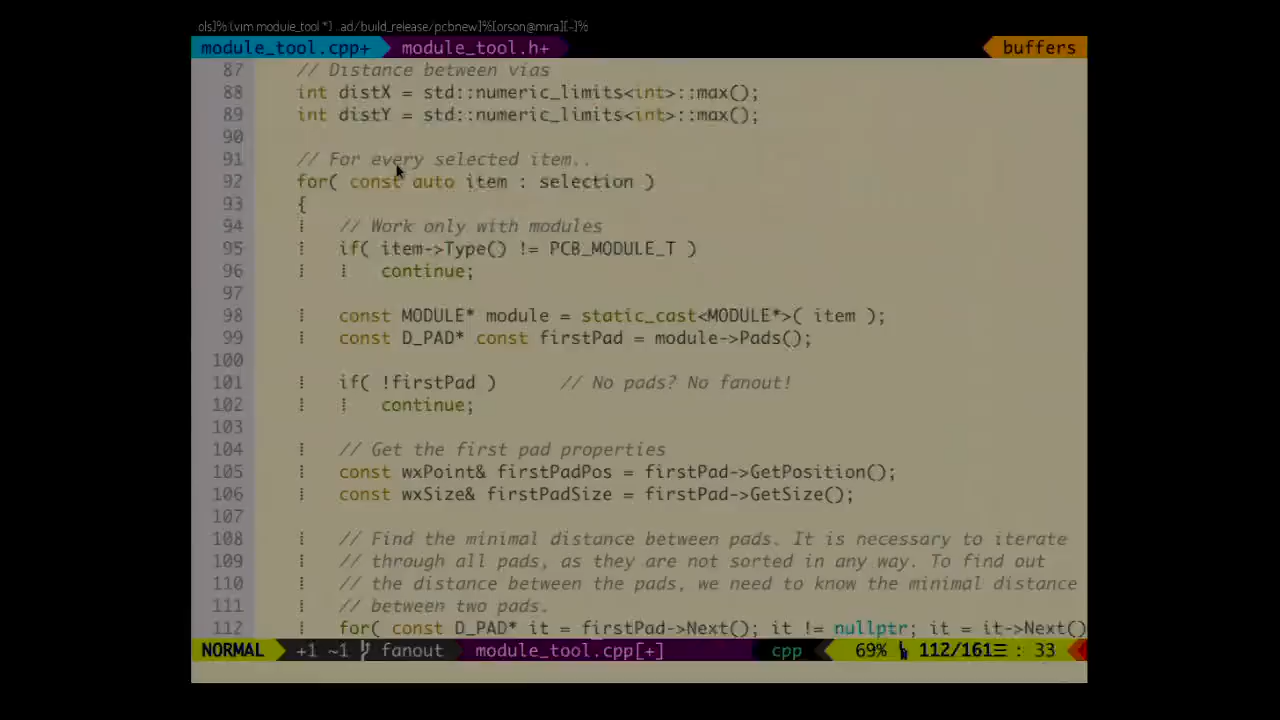 ols]% (vim module_tool *) .ad/build_release/pcbnew]%[orson@mira][~]%
module_tool.cpp+ module_tool.h+ buffers
87 // Distance between vias
88 int distX = std::numeric_limits<int>::max();
89 int distY = std::numeric_limits<int>::max();
90
91 // For every selected item..
92 for( const auto item : selection )
93 {
94 // Work only with modules
95 if( item->Type() != PCB_MODULE_T )
96 continue;
97
98 const MODULE* module = static_cast<MODULE*>( item );
99 const D_PAD* const firstPad = module->Pads();
100
101 if( !firstPad ) // No pads? No fanout!
102 continue;
103
104 // Get the first pad properties
105 const wxPoint& firstPadPos = firstPad->GetPosition();
106 const wxSize& firstPadSize = firstPad->GetSize();
107
108 // Find the minimal distance between pads. It is necessary to iterate
109 // through all pads, as they are not sorted in any way. To find out
110 // the distance between the pads, we need to know the minimal distance
111 // between two pads.
112 for( const D_PAD* it = firstPad->Next(); it != nullptr; it = it->Next()
NORMAL +1 ~1 fanout module_tool.cpp[+] cpp 69% 112/161☰ : 33